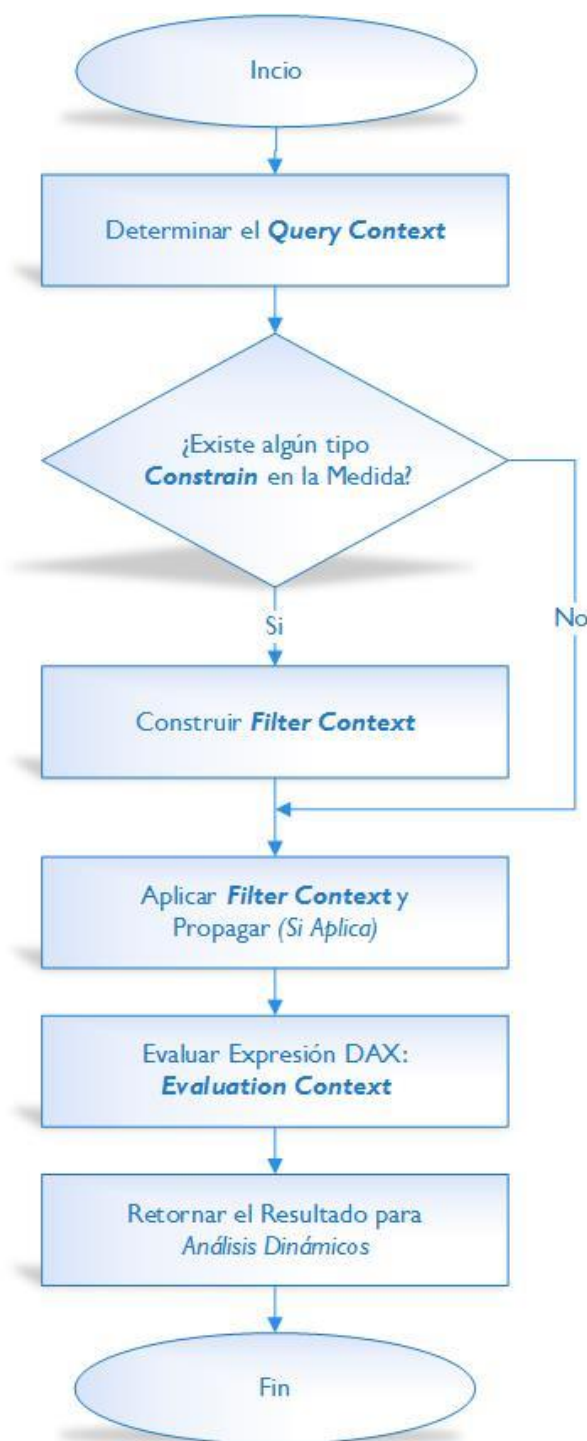 Incio
Determinar el Query Context
¿Existe algún tipo
Constrain en la Medida?
Si
No
Construir Filter Context
Aplicar Filter Context y
Propagar (Si Aplica)
Evaluar Expresión DAX:
Evaluation Context
Retornar el Resultado para
Análisis Dinámicos
Fin